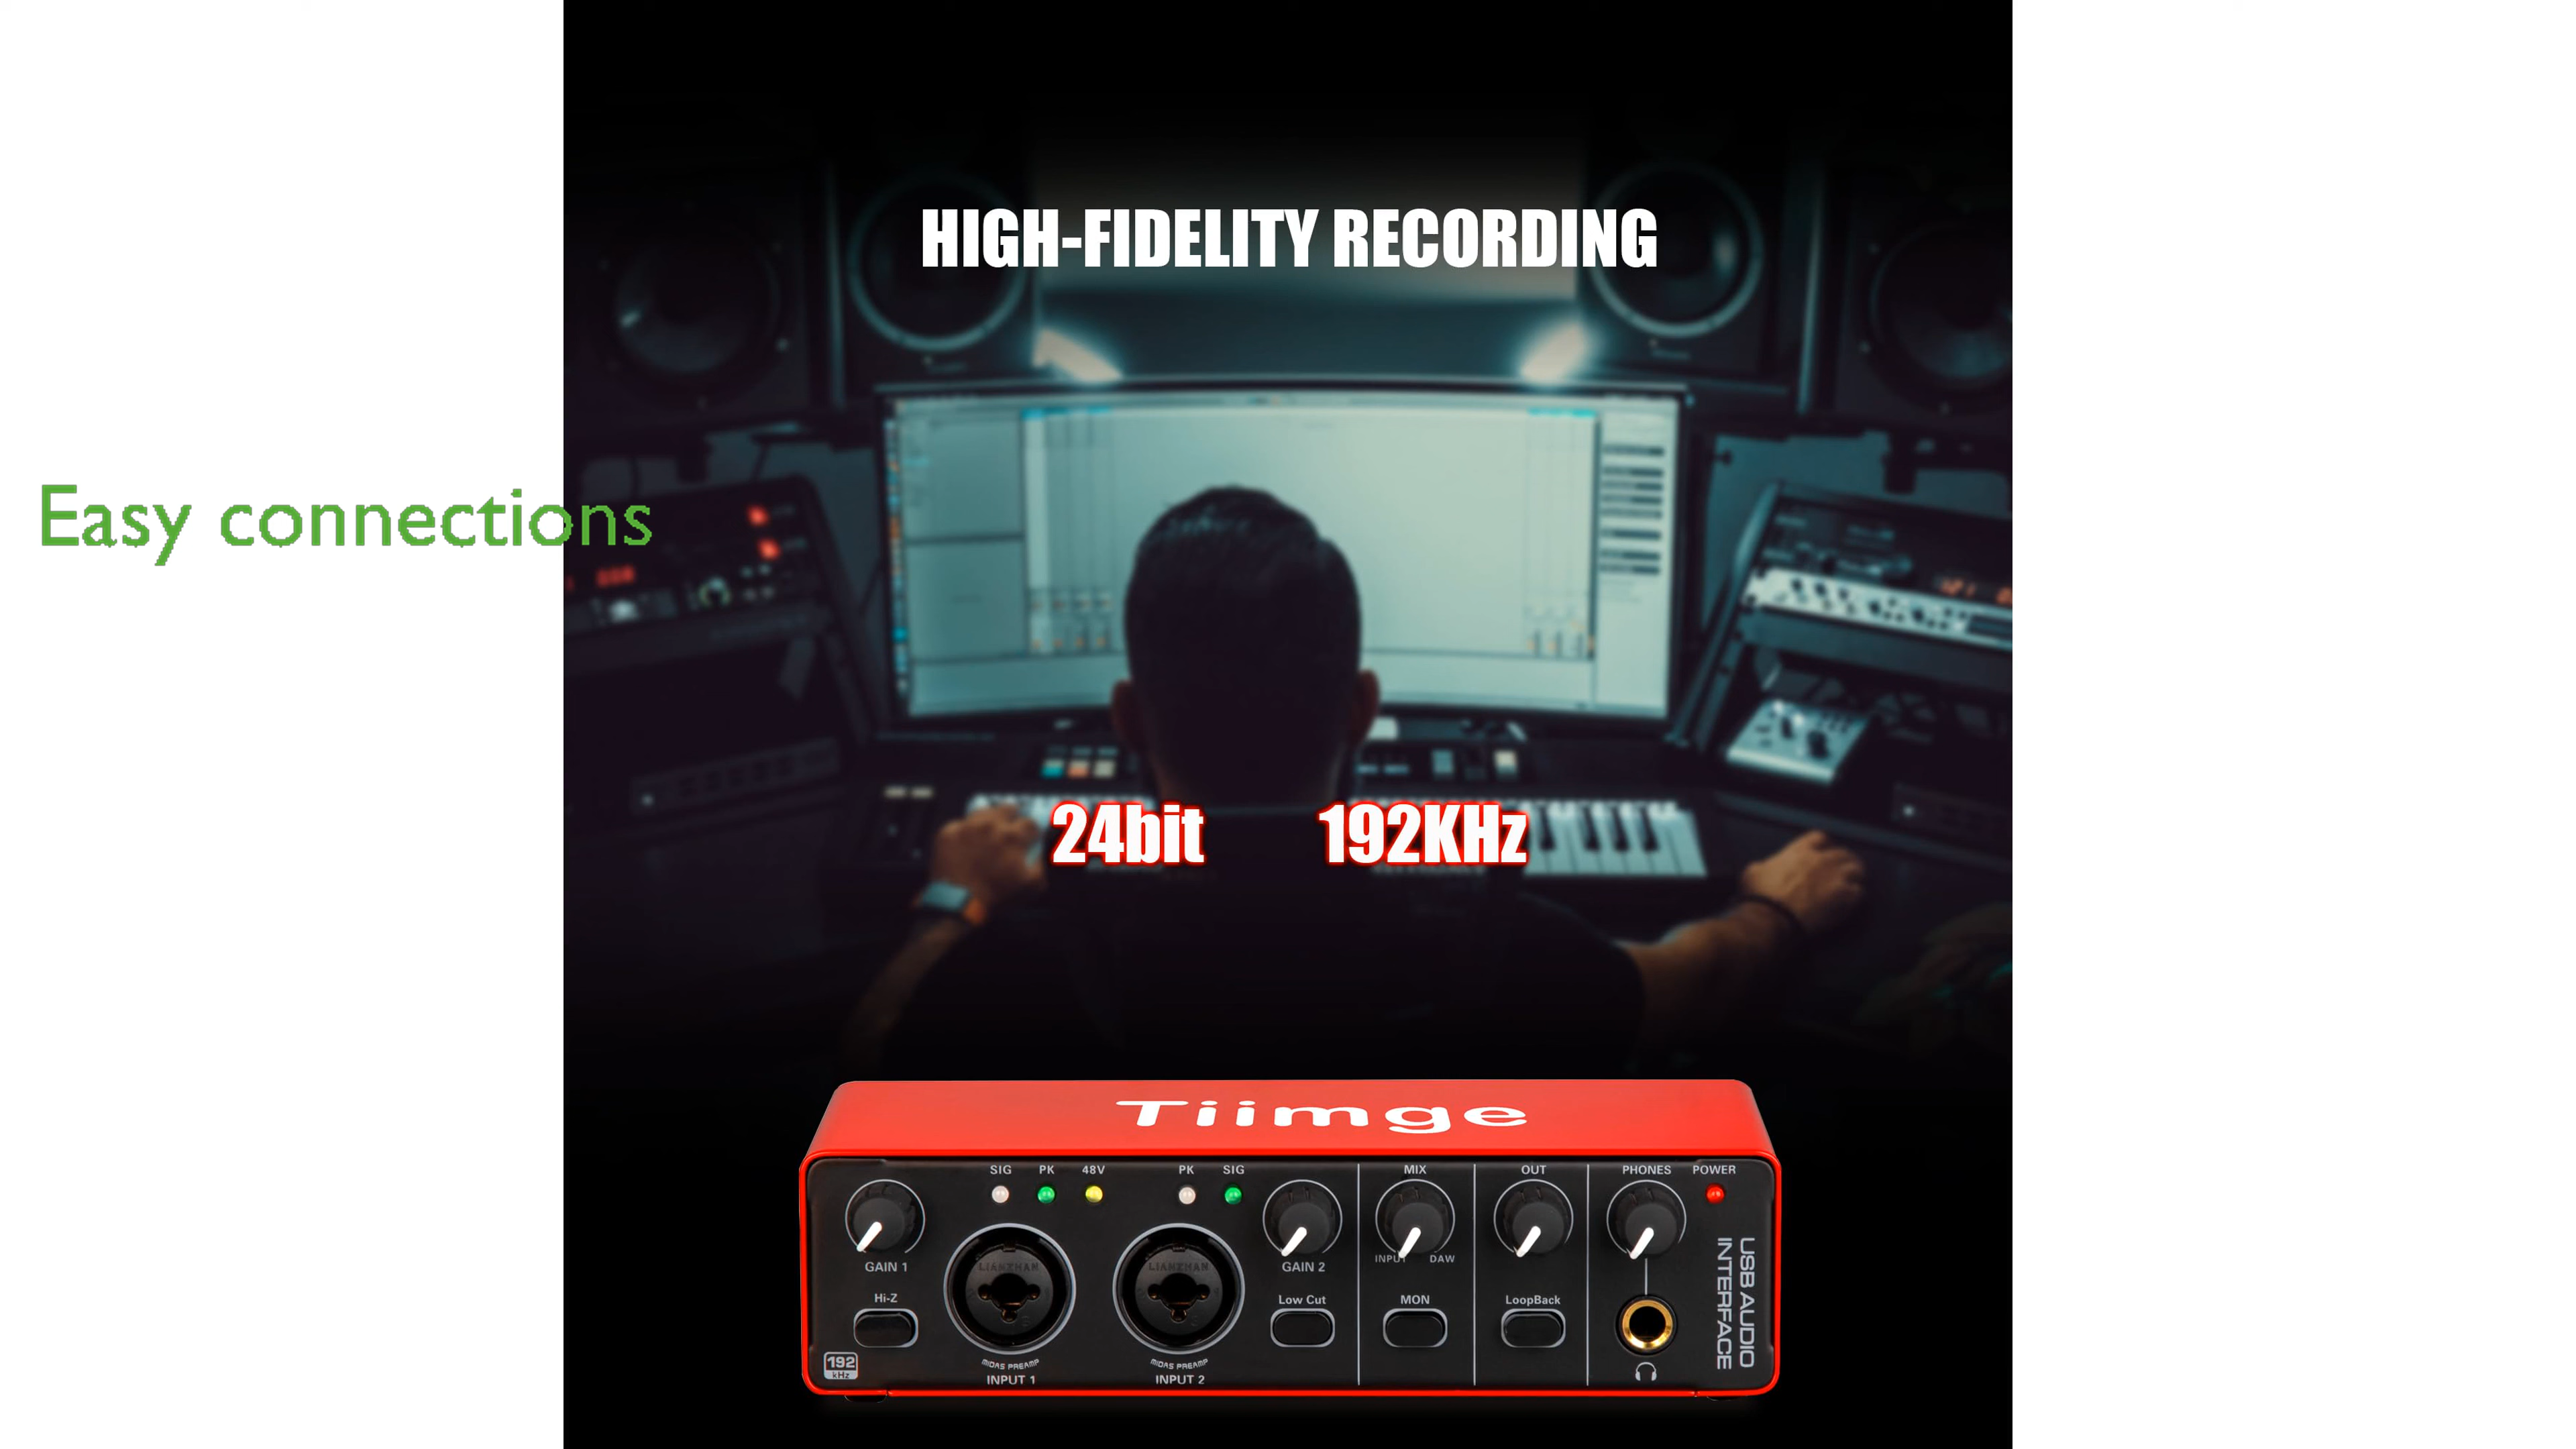 HIGH-FIDELITY RECORDING
Easy connections
24bit 192KHz
Tiimge
SIG PK 48V PK SIG MIX OUT PHONES POWER
INPUT DAW
GAIN 1 GAIN 2
Hi-Z Low Cut MON LoopBack
LIANZHAN LIANZHAN
USB AUDIO
INTERFACE
192
kHz
MIDAS PREAMP MIDAS PREAMP
INPUT 1 INPUT 2